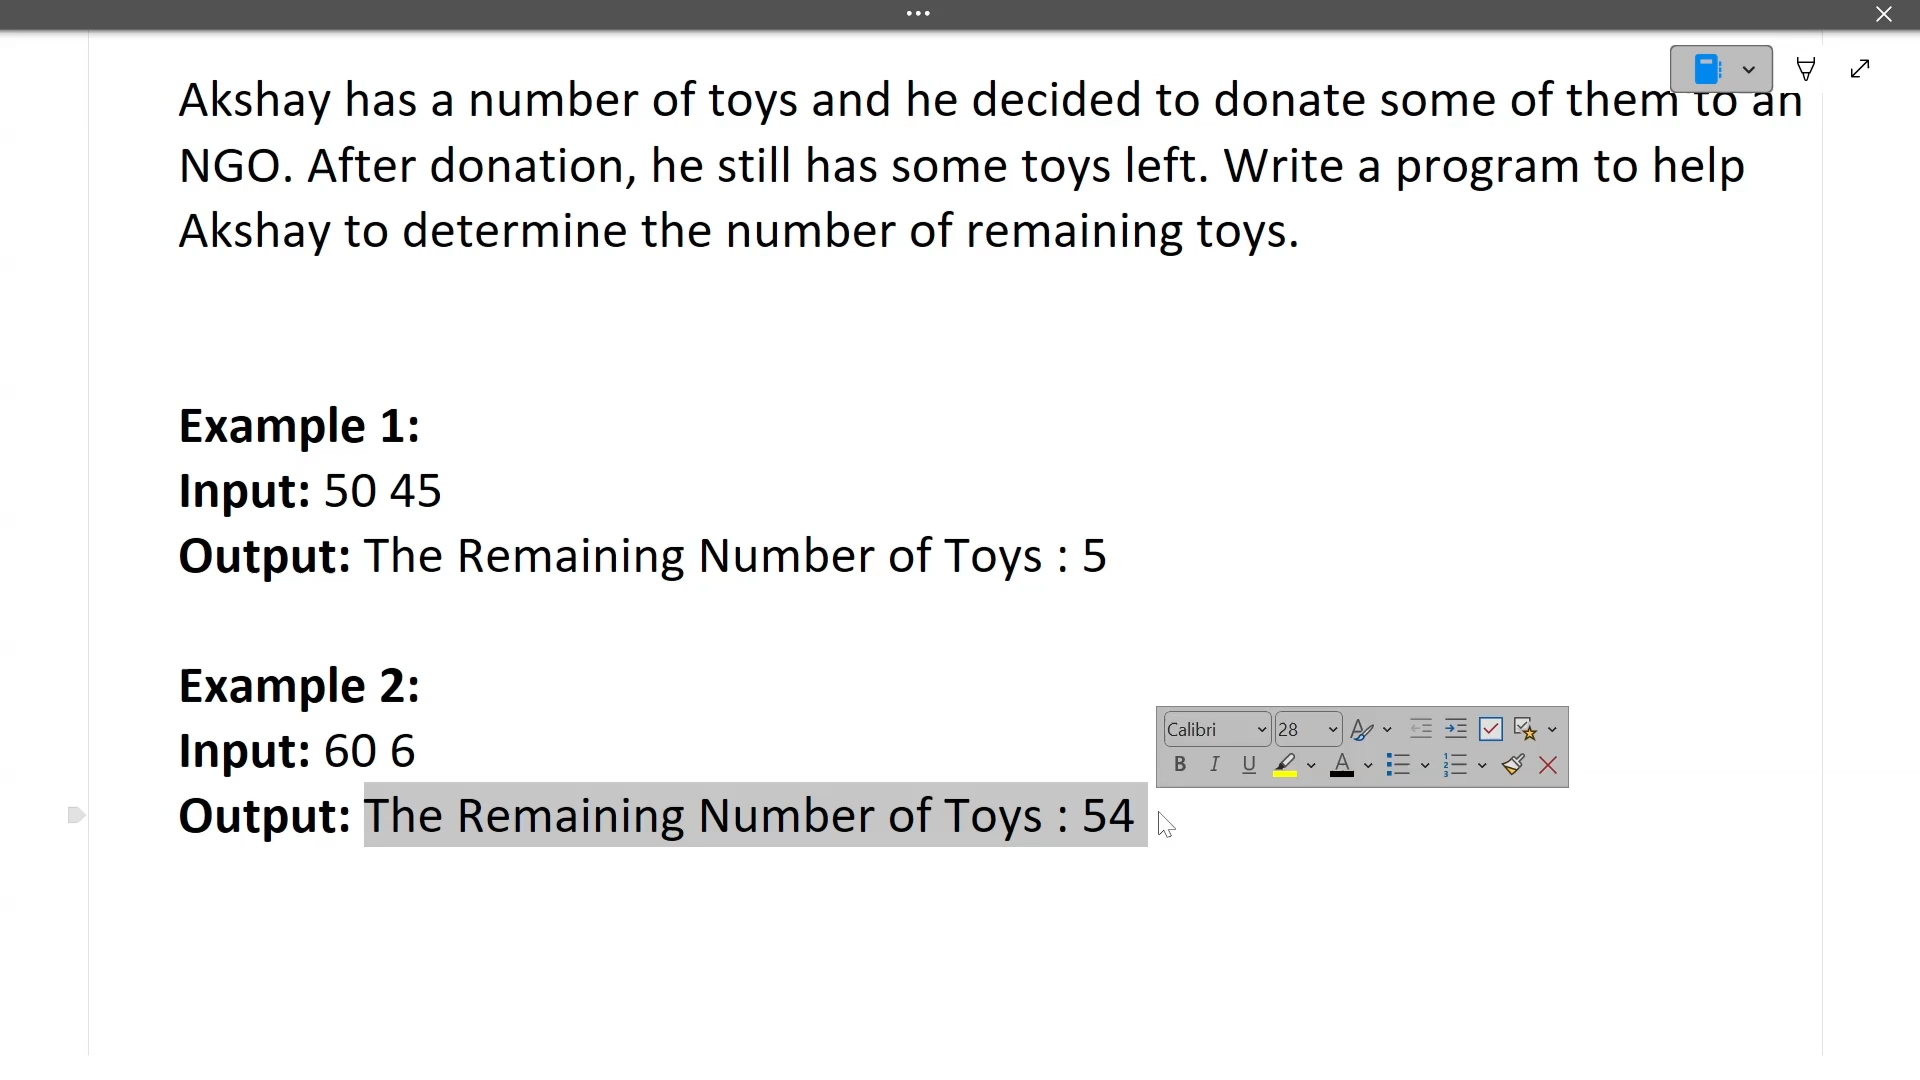 Akshay has a number of toys and he decided to donate some of them to an
NGO. After donation, he still has some toys left. Write a program to help
Akshay to determine the number of remaining toys.
Example 1:
Input: 50 45
Output: The Remaining Number of Toys : 5
Example 2:
Input: 60 6
Output: The Remaining Number of Toys : 54
Calibri 28
B I U A